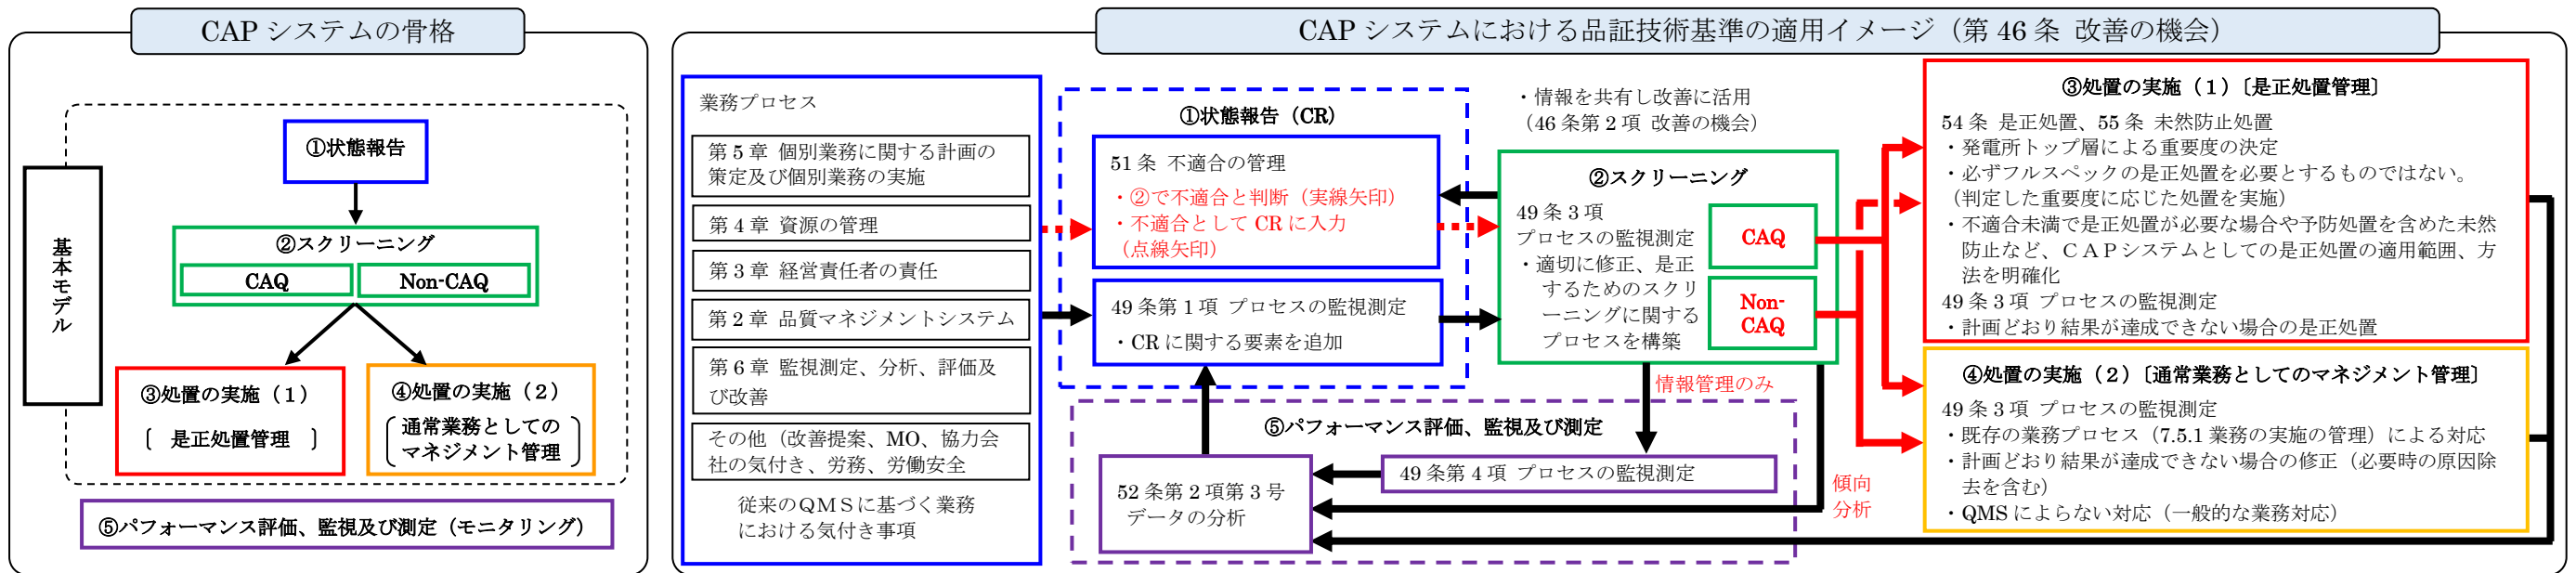 CAP システムの骨格
基本モデル
①状態報告
②スクリーニング
CAQ
Non-CAQ
③処置の実施（1）
〔 是正処置管理 〕
④処置の実施（2）
通常業務としての
マネジメント管理
⑤パフォーマンス評価、監視及び測定（モニタリング）
CAP システムにおける品証技術基準の適用イメージ（第 46 条 改善の機会）
業務プロセス
第 5 章 個別業務に関する計画の
策定及び個別業務の実施
第 4 章 資源の管理
第 3 章 経営責任者の責任
第 2 章 品質マネジメントシステム
第 6 章 監視測定、分析、評価及
び改善
その他（改善提案、MO、協力会
社の気付き、労務、労働安全
従来のＱＭＳに基づく業務
における気付き事項
①状態報告（CR）
51 条 不適合の管理
・②で不適合と判断（実線矢印）
・不適合として CR に入力
（点線矢印）
49 条第 1 項 プロセスの監視測定
・CR に関する要素を追加
・情報を共有し改善に活用
（46 条第 2 項 改善の機会）
②スクリーニング
49 条 3 項
プロセスの監視測定
・適切に修正、是正
するためのスクリ
ーニングに関する
プロセスを構築
CAQ
Non-
CAQ
情報管理のみ
⑤パフォーマンス評価、監視及び測定
49 条第 4 項 プロセスの監視測定
52 条第 2 項第 3 号
データの分析
傾向
分析
③処置の実施（1）〔是正処置管理〕
54 条 是正処置、55 条 未然防止処置
・発電所トップ層による重要度の決定
・必ずフルスペックの是正処置を必要とするものではない。
（判定した重要度に応じた処置を実施）
・不適合未満で是正処置が必要な場合や予防処置を含めた未然
防止など、ＣＡＰシステムとしての是正処置の適用範囲、方
法を明確化
49 条 3 項 プロセスの監視測定
・計画どおり結果が達成できない場合の是正処置
④処置の実施（2）〔通常業務としてのマネジメント管理〕
49 条 3 項 プロセスの監視測定
・既存の業務プロセス（7.5.1 業務の実施の管理）による対応
・計画どおり結果が達成できない場合の修正（必要時の原因除
去を含む）
・QMS によらない対応（一般的な業務対応）